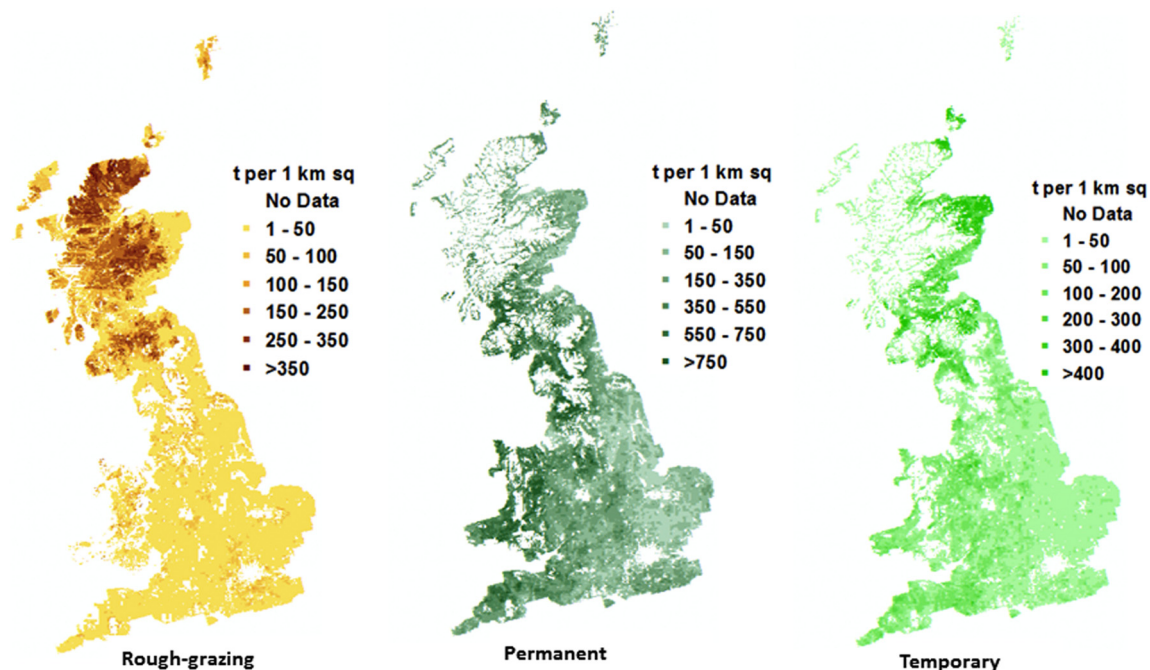 t per 1 km sq
No Data
1 - 50
50 - 100
100 - 150
150 - 250
250 - 350
>350
Rough-grazing
t per 1 km sq
No Data
1 - 50
50 - 150
150 - 350
350 - 550
550 - 750
>750
Permanent
t per 1 km sq
No Data
1 - 50
50 - 100
100 - 200
200 - 300
300 - 400
>400
Temporary